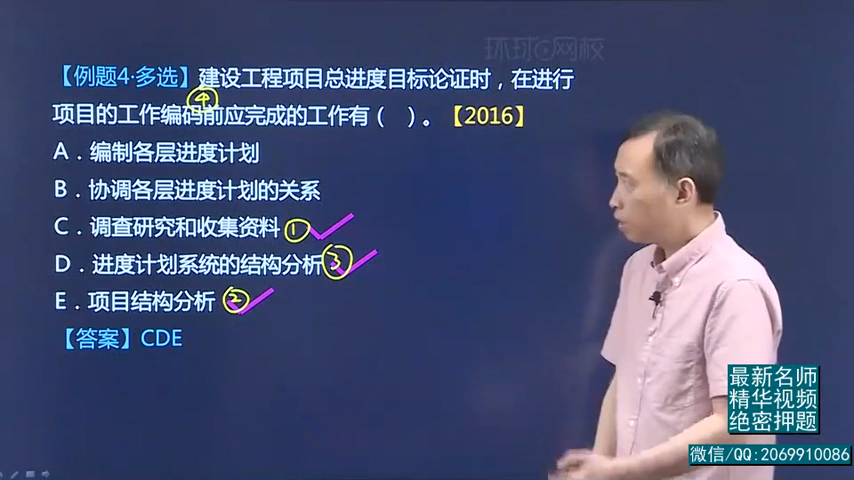 环球网校
【例题4·多选】建设工程项目总进度目标论证时，在进行
④
项目的工作编码前应完成的工作有（ ）。【2016】
A．编制各层进度计划
B．协调各层进度计划的关系
C．调查研究和收集资料 ①
D．进度计划系统的结构分析 ③
E．项目结构分析 ②
【答案】CDE
最新名师
精华视频
绝密押题
微信/QQ:2069910086